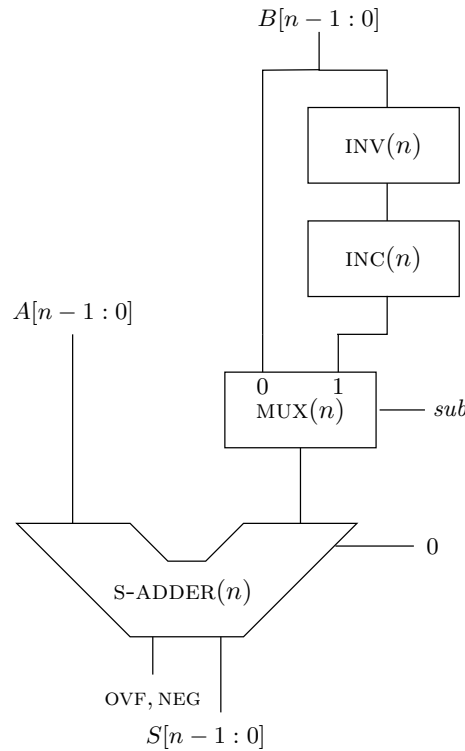 B[n − 1 : 0]
INV(n)
INC(n)
A[n − 1 : 0]
0 1
MUX(n)
sub
0
S-ADDER(n)
OVF, NEG
S[n − 1 : 0]